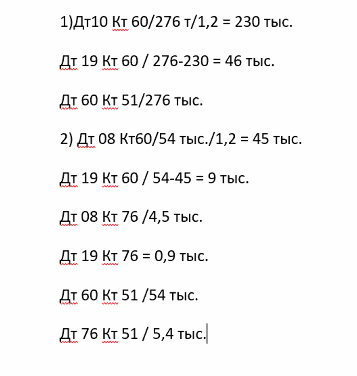 1)Дт10 Кт 60/276 т/1,2 = 230 тыс.
Дт 19 Кт 60 / 276-230 = 46 тыс.
Дт 60 Кт 51/276 тыс.
2) Дт 08 Кт60/54 тыс./1,2 = 45 тыс.
Дт 19 Кт 60 / 54-45 = 9 тыс.
Дт 08 Кт 76 /4,5 тыс.
Дт 19 Кт 76 = 0,9 тыс.
Дт 60 Кт 51 /54 тыс.
Дт 76 Кт 51 / 5,4 тыс.